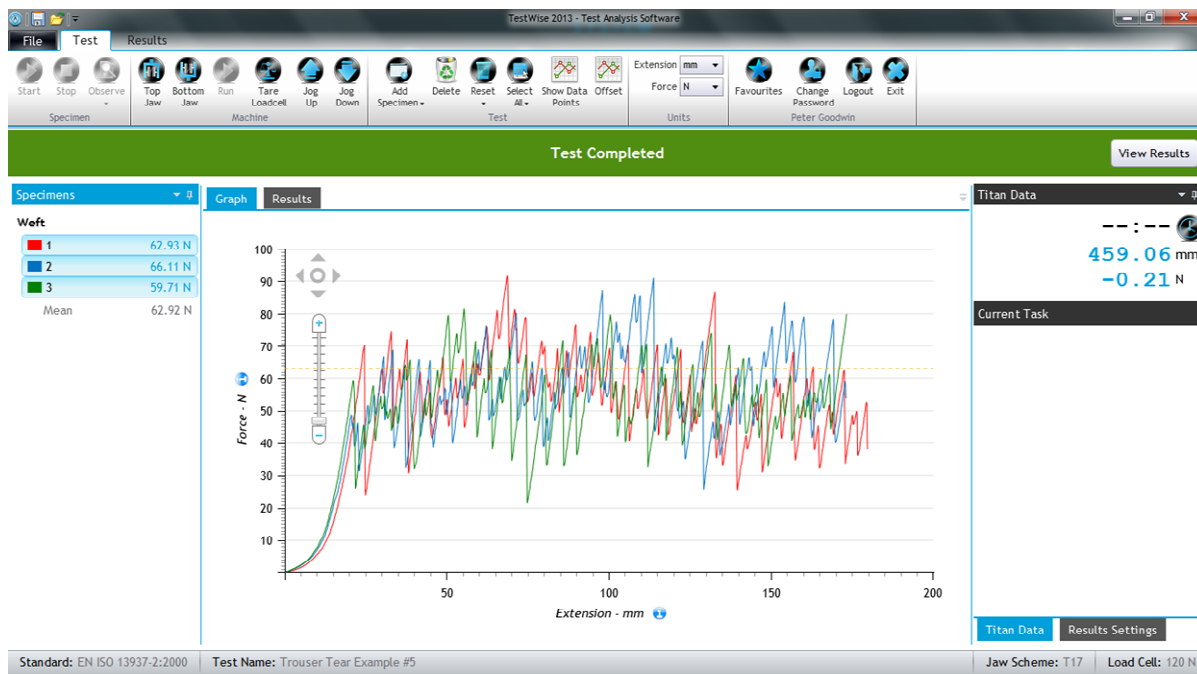 TestWise 2013 - Test Analysis Software
File Test Results
Start Stop Observe Top Jaw Bottom Jaw Run Tare Loadcell Jog Up Jog Down Add Specimen Delete Reset Select All Show Data Points Offset Extension mm Force N Favourites Change Password Logout Exit
Specimen Machine Test Units Peter Goodwin
Test Completed View Results
Specimens
Weft
1 62.93 N
2 66.11 N
3 59.71 N
Mean 62.92 N
Graph Results
100
90
80
70
60
50
40
30
20
10
Force - N
50 100 150 200
Extension - mm
Titan Data
--:--
459.06 mm
-0.21 N
Current Task
Titan Data Results Settings
Standard: EN ISO 13937-2:2000 Test Name: Trouser Tear Example #5 Jaw Scheme: T17 Load Cell: 120 N